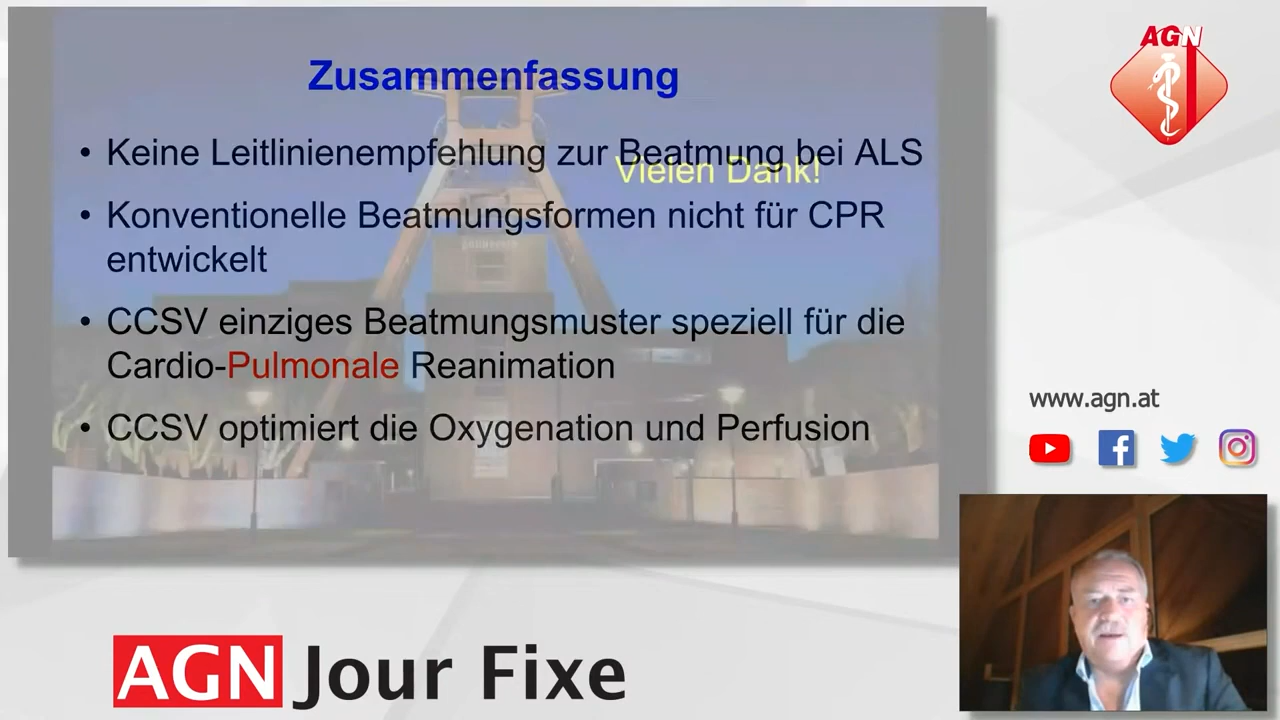 Zusammenfassung
• Keine Leitlinienempfehlung zur Beatmung bei ALS
Vielen Dank!
• Konventionelle Beatmungsformen nicht für CPR
entwickelt
• CCSV einziges Beatmungsmuster speziell für die
Cardio-Pulmonale Reanimation
• CCSV optimiert die Oxygenation und Perfusion
AGN
www.agn.at
AGN Jour Fixe